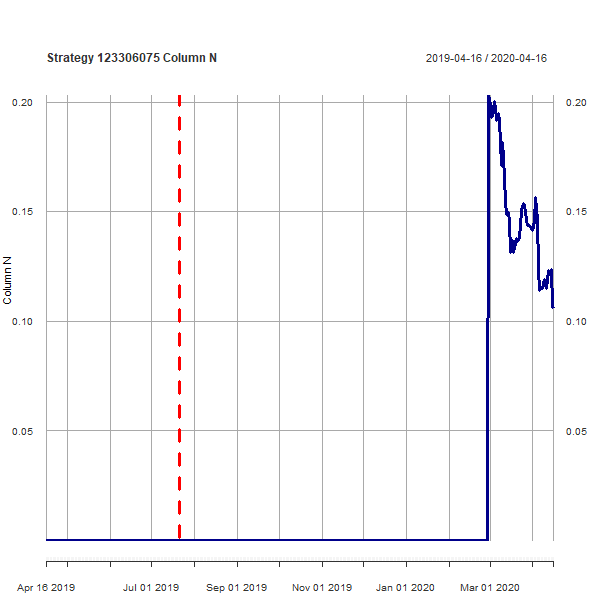 Strategy 123306075 Column N 2019-04-16 / 2020-04-16
0.20 0.20
0.15 0.15
Column N
0.10 0.10
0.05 0.05
Apr 16 2019 Jul 01 2019 Sep 01 2019 Nov 01 2019 Jan 01 2020 Mar 01 2020